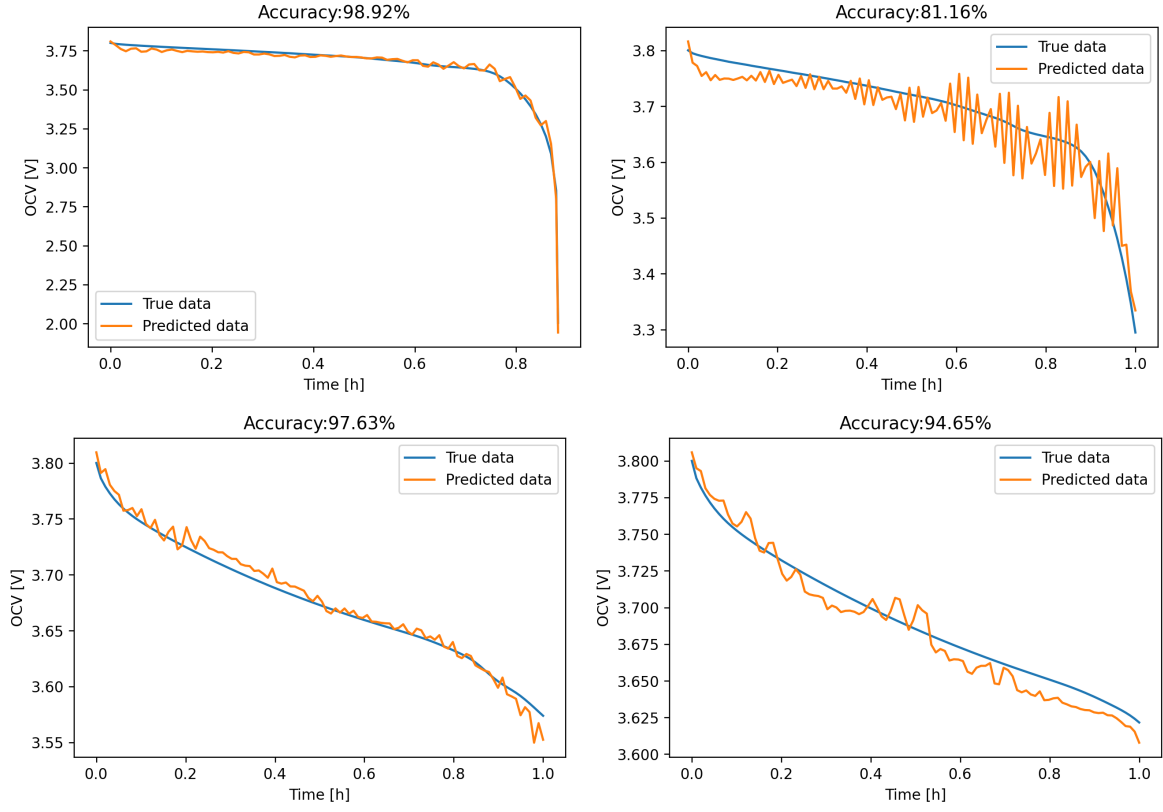 Accuracy:98.92%
OCV [V]
3.75
3.50
3.25
3.00
2.75
2.50
2.25
2.00
True data
Predicted data
0.0 0.2 0.4 0.6 0.8
Time [h]
Accuracy:81.16%
OCV [V]
3.8
3.7
3.6
3.5
3.4
3.3
True data
Predicted data
0.0 0.2 0.4 0.6 0.8 1.0
Time [h]
Accuracy:97.63%
OCV [V]
3.80
3.75
3.70
3.65
3.60
3.55
True data
Predicted data
0.0 0.2 0.4 0.6 0.8 1.0
Time [h]
Accuracy:94.65%
OCV [V]
3.800
3.775
3.750
3.725
3.700
3.675
3.650
3.625
3.600
True data
Predicted data
0.0 0.2 0.4 0.6 0.8 1.0
Time [h]